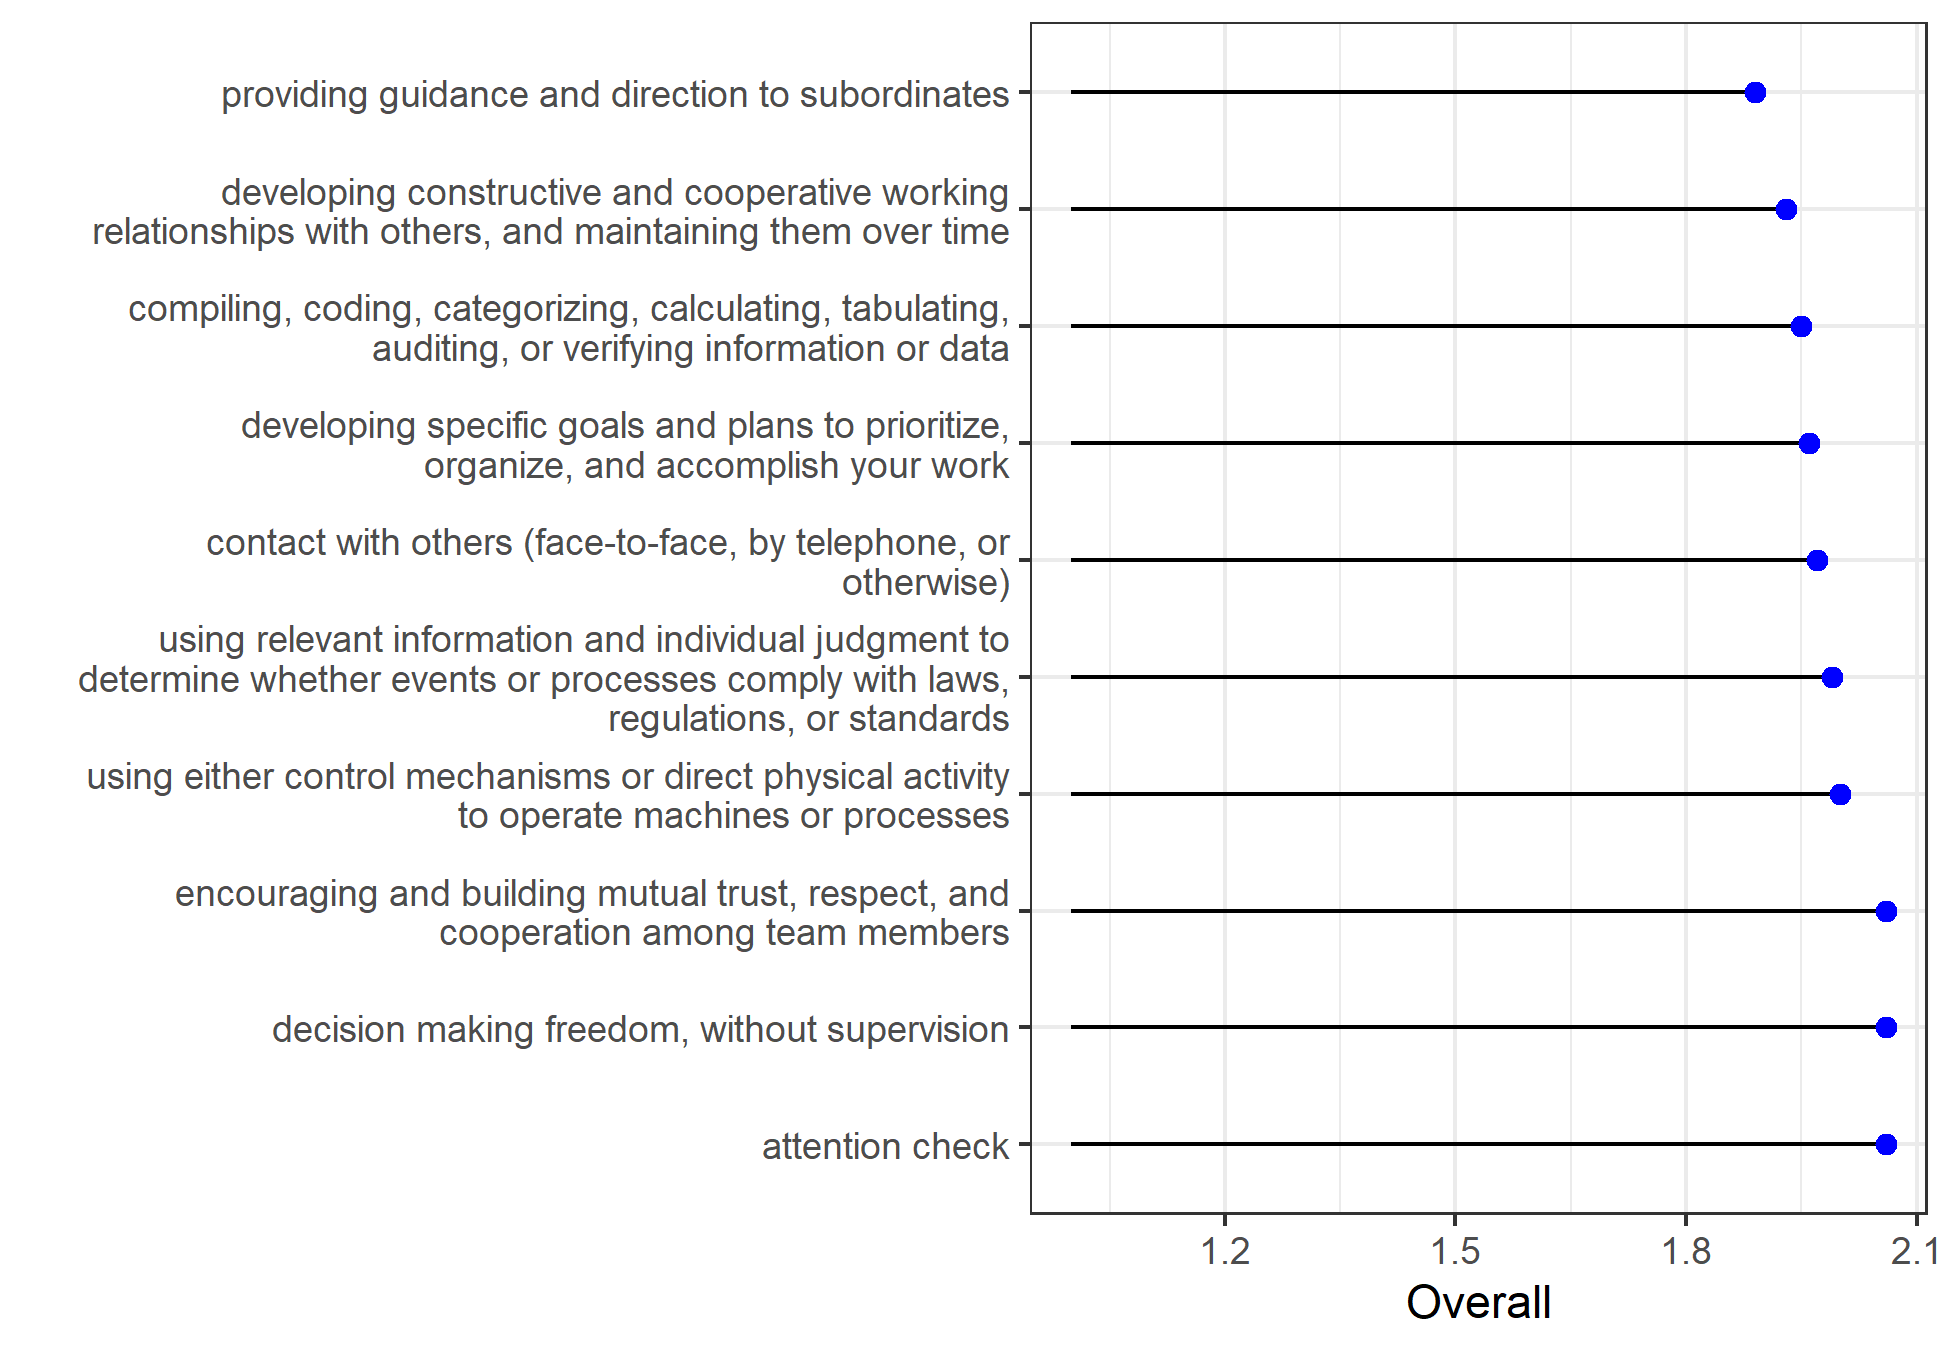 providing guidance and direction to subordinates
developing constructive and cooperative working
relationships with others, and maintaining them over time
compiling, coding, categorizing, calculating, tabulating,
auditing, or verifying information or data
developing specific goals and plans to prioritize,
organize, and accomplish your work
contact with others (face-to-face, by telephone, or
otherwise)
using relevant information and individual judgment to
determine whether events or processes comply with laws,
regulations, or standards
using either control mechanisms or direct physical activity
to operate machines or processes
encouraging and building mutual trust, respect, and
cooperation among team members
decision making freedom, without supervision
attention check
1.2 1.5 1.8 2.1
Overall